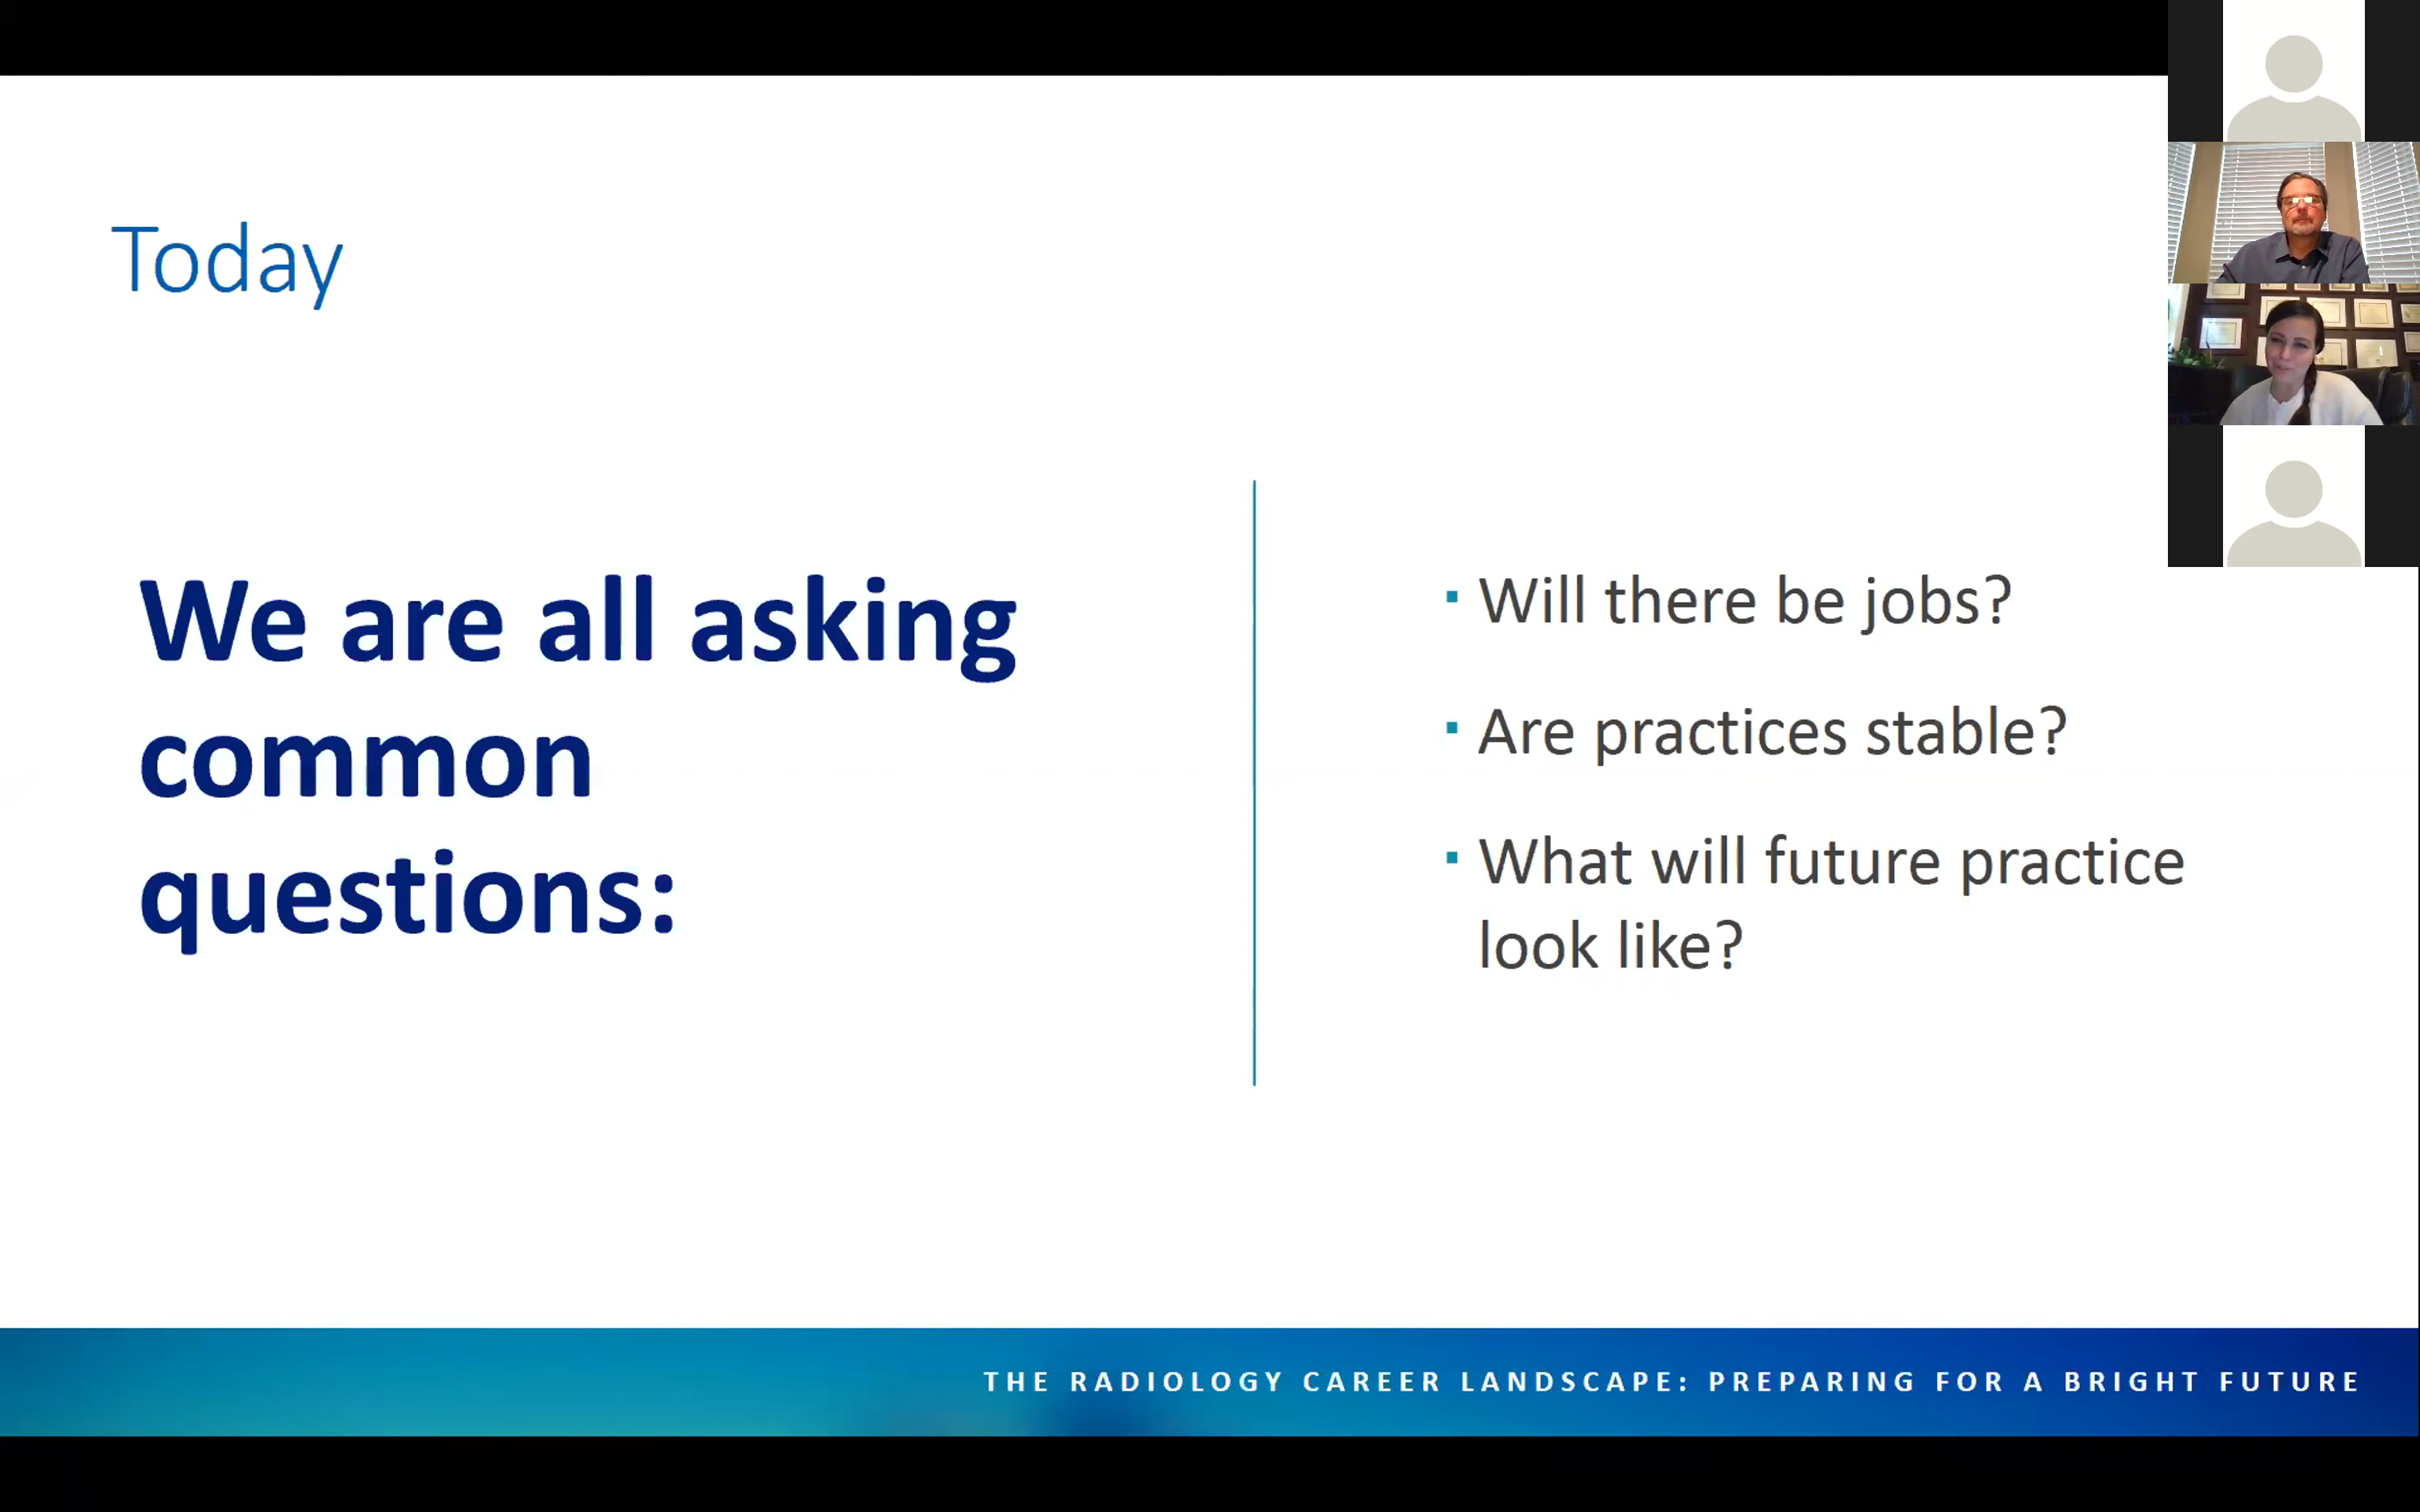 Today
We are all asking
common
questions:
▪ Will there be jobs?
▪ Are practices stable?
▪ What will future practice
look like?
THE RADIOLOGY CAREER LANDSCAPE: PREPARING FOR A BRIGHT FUTURE